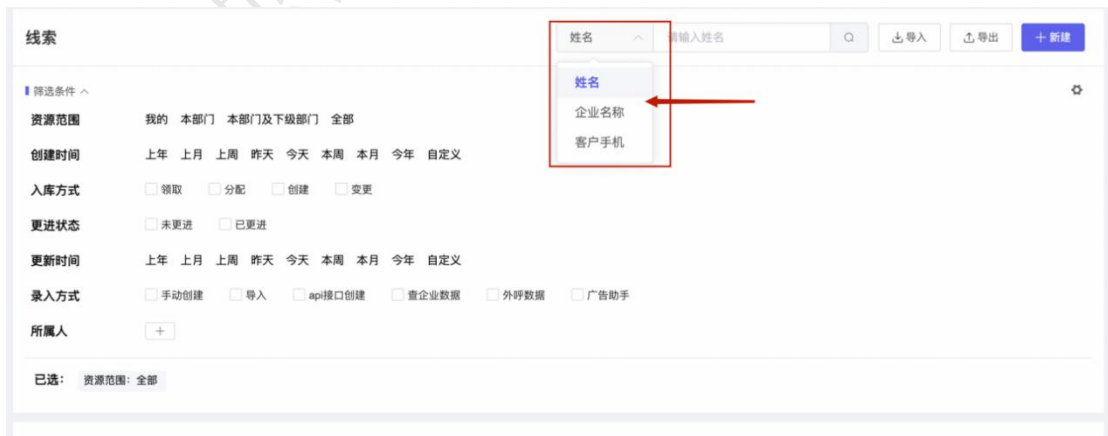 线索 姓名 请输入姓名 导入 导出 新建
姓名
筛选条件
企业名称
资源范围 我的 本部门 本部门及下级部门 全部
客户手机
创建时间 上年 上月 上周 昨天 今天 本周 本月 今年 自定义
入库方式 领取 分配 创建 变更
更进状态 未更进 已更进
更新时间 上年 上月 上周 昨天 今天 本周 本月 今年 自定义
录入方式 手动创建 导入 api接口创建 查企业数据 外呼数据 广告助手
所属人
已选: 资源范围: 全部